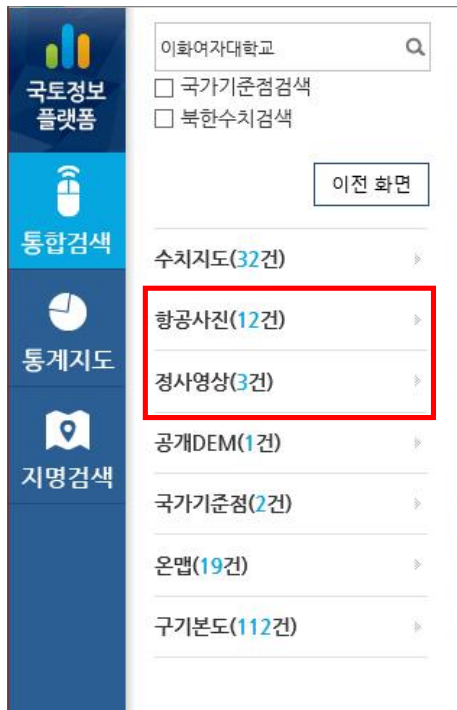 국토정보
플랫폼
통합검색
통계지도
지명검색
이화여자대학교
국가기준점검색
북한수치검색
이전 화면
수치지도(32건)
항공사진(12건)
정사영상(3건)
공개DEM(1건)
국가기준점(2건)
온맵(19건)
구기본도(112건)